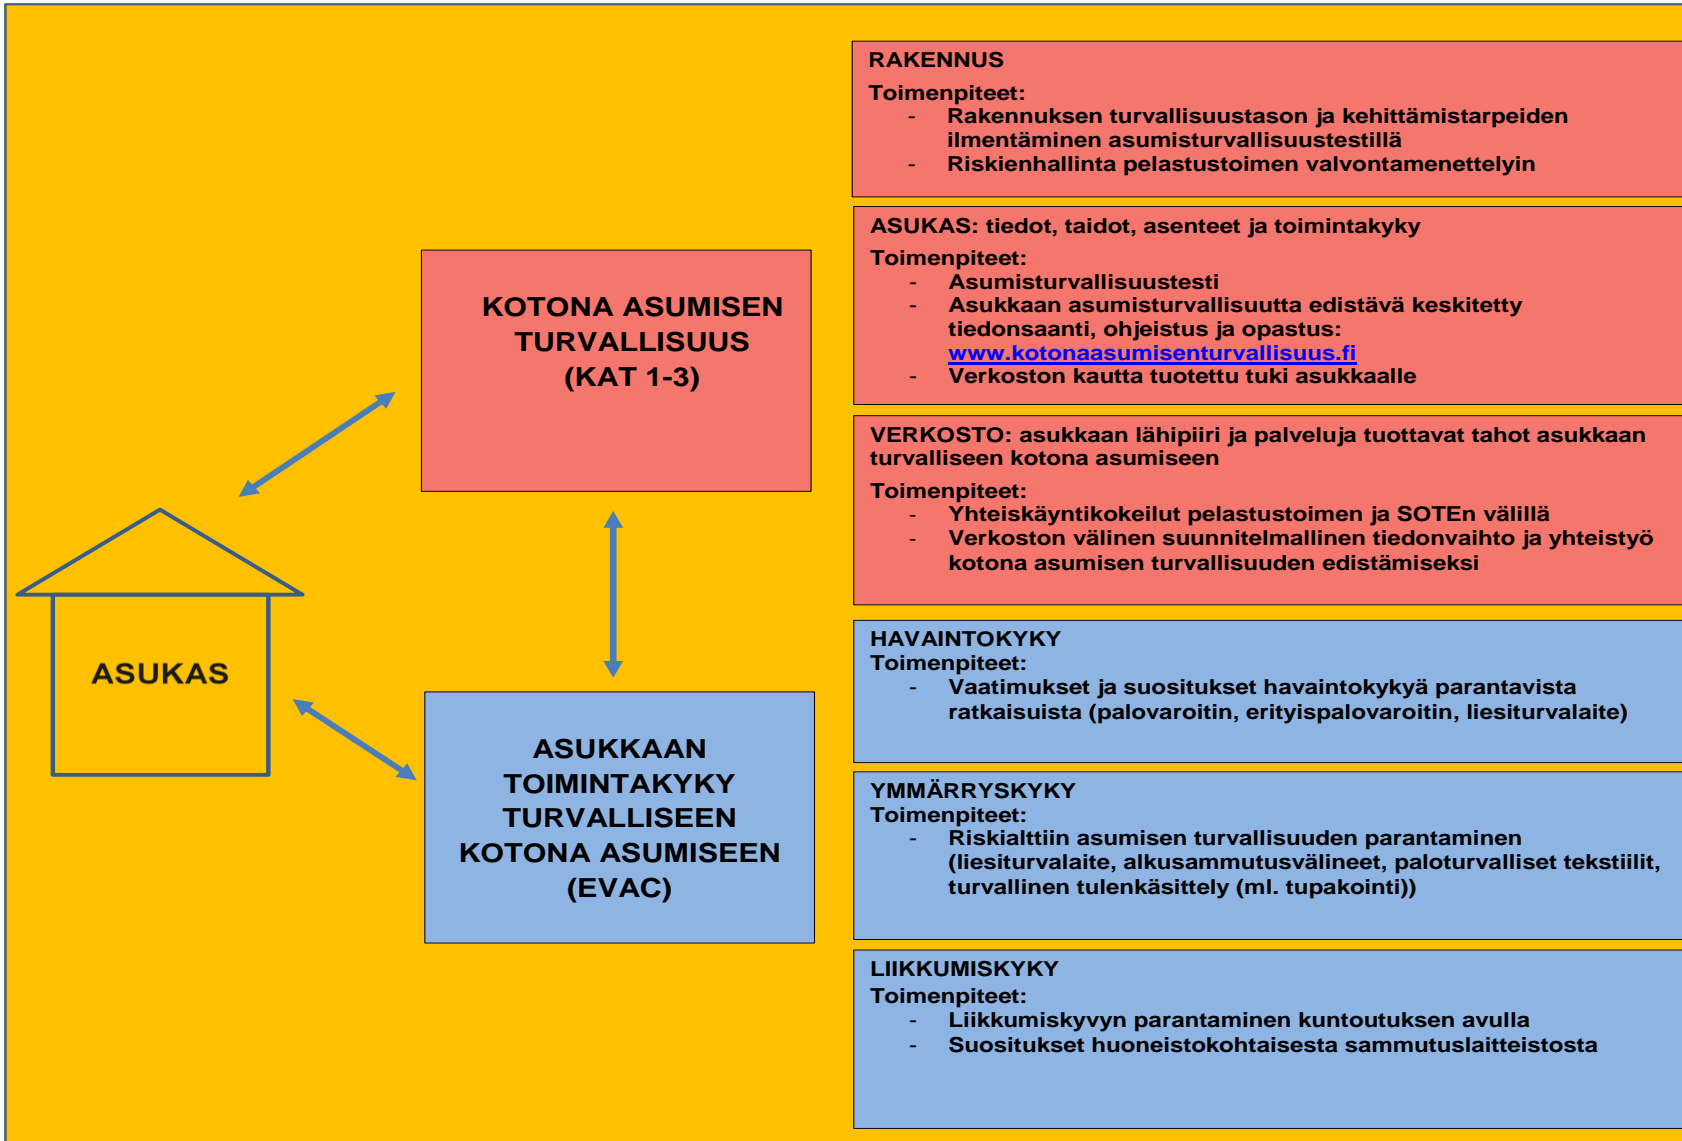 ASUKAS
KOTONA ASUMISEN
TURVALLISUUS
(KAT 1-3)
ASUKKAAN
TOIMINTAKYKY
TURVALLISEEN
KOTONA ASUMISEEN
(EVAC)
RAKENNUS
Toimenpiteet:
- Rakennuksen turvallisuustason ja kehittämistarpeiden
ilmentäminen asumisturvallisuustestillä
- Riskienhallinta pelastustoimen valvontamenettelyin
ASUKAS: tiedot, taidot, asenteet ja toimintakyky
Toimenpiteet:
- Asumisturvallisuustesti
- Asukkaan asumisturvallisuutta edistävä keskitetty
tiedonsaanti, ohjeistus ja opastus:
www.kotonaasumisenturvallisuus.fi
- Verkoston kautta tuotettu tuki asukkaalle
VERKOSTO: asukkaan lähipiiri ja palveluja tuottavat tahot asukkaan
turvalliseen kotona asumiseen
Toimenpiteet:
- Yhteiskäyntikokeilut pelastustoimen ja SOTEn välillä
- Verkoston välinen suunnitelmallinen tiedonvaihto ja yhteistyö
kotona asumisen turvallisuuden edistämiseksi
HAVAINTOKYKY
Toimenpiteet:
- Vaatimukset ja suositukset havaintokykyä parantavista
ratkaisuista (palovaroitin, erityispalovaroitin, liesiturvalaite)
YMMÄRRYSKYKY
Toimenpiteet:
- Riskialttiin asumisen turvallisuuden parantaminen
(liesiturvalaite, alkusammutusvälineet, paloturvalliset tekstiilit,
turvallinen tulenkäsittely (ml. tupakointi))
LIIKKUMISKYKY
Toimenpiteet:
- Liikkumiskyvyn parantaminen kuntoutuksen avulla
- Suositukset huoneistokohtaisesta sammutuslaitteistosta